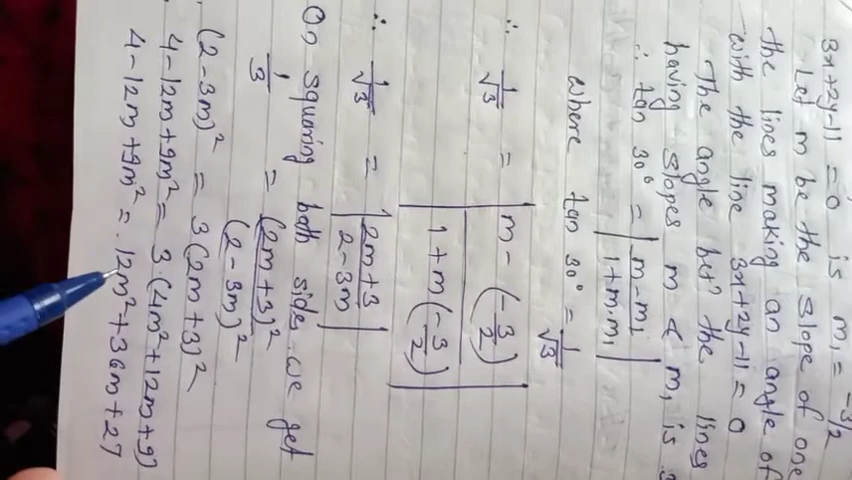 3x+2y-11 = 0 is m₁ = -3/2
Let m be the slope of one
the lines making an angle of
with the line 3x+2y-11 = 0
The angle betⁿ the lines
having slopes m & m₁ is
∴ tan 30° = |m - m₁ / 1 + m.m₁|
where tan 30° = 1/√3
∴ 1/√3 = |m - (-3/2) / 1 + m(-3/2)|
∴ 1/√3 = |2m+3 / 2-3m|
On squaring both sides we get
1/3 = (2m+3)² / (2-3m)²
(2-3m)² = 3(2m+3)²
4-12m+9m² = 3.(4m²+12m+9)
4-12m+9m² = 12m²+36m+27